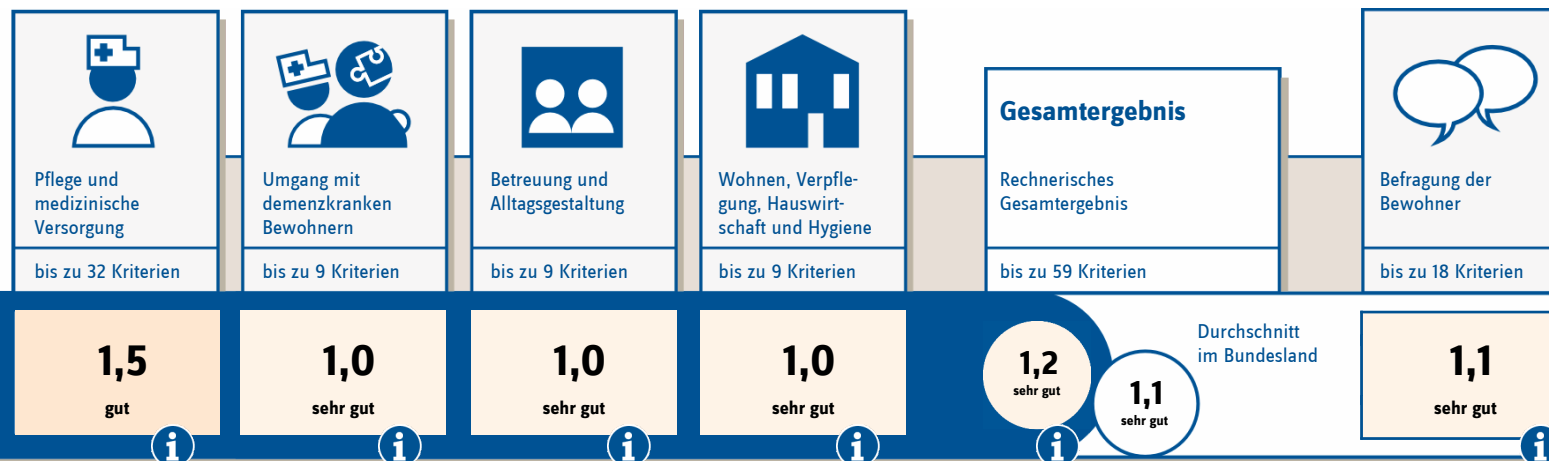 Pflege und
medizinische
Versorgung
bis zu 32 Kriterien
1,5
gut
i
Umgang mit
demenzkranken
Bewohnern
bis zu 9 Kriterien
1,0
sehr gut
i
Betreuung und
Alltagsgestaltung
bis zu 9 Kriterien
1,0
sehr gut
i
Wohnen, Verpfle-
gung, Hauswirt-
schaft und Hygiene
bis zu 9 Kriterien
1,0
sehr gut
i
Gesamtergebnis
Rechnerisches
Gesamtergebnis
bis zu 59 Kriterien
1,2
sehr gut
i
1,1
sehr gut
Durchschnitt
im Bundesland
Befragung der
Bewohner
bis zu 18 Kriterien
1,1
sehr gut
i